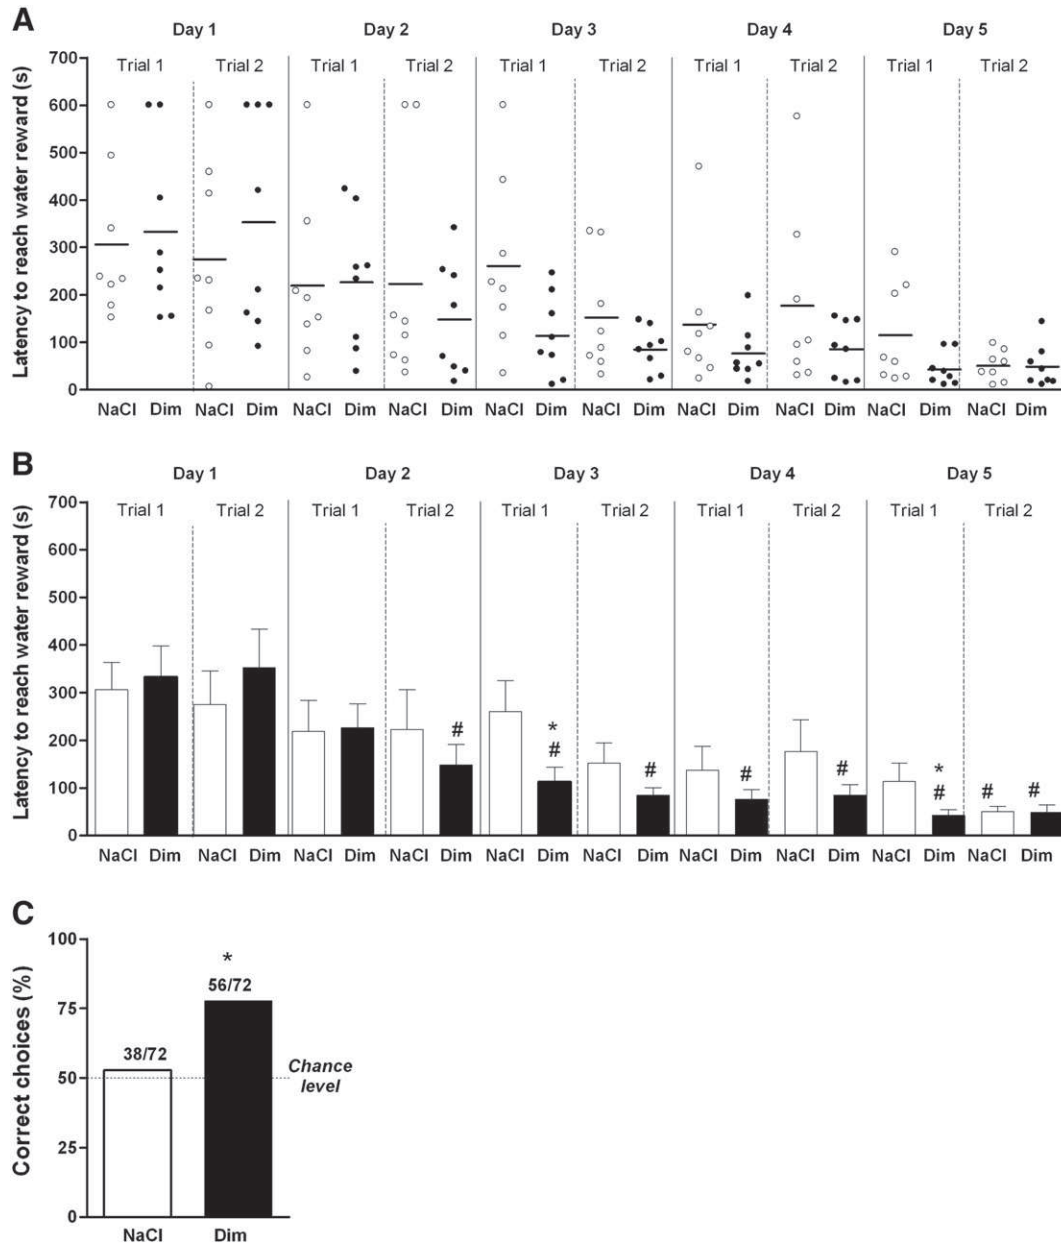 A
Day 1 Day 2 Day 3 Day 4 Day 5
Trial 1 Trial 2 Trial 1 Trial 2 Trial 1 Trial 2 Trial 1 Trial 2 Trial 1 Trial 2
Latency to reach water reward (s)
700
600
500
400
300
200
100
0
NaCl Dim NaCl Dim NaCl Dim NaCl Dim NaCl Dim NaCl Dim NaCl Dim NaCl Dim NaCl Dim NaCl Dim
B
Day 1 Day 2 Day 3 Day 4 Day 5
Trial 1 Trial 2 Trial 1 Trial 2 Trial 1 Trial 2 Trial 1 Trial 2 Trial 1 Trial 2
Latency to reach water reward (s)
700
600
500
400
300
200
100
0
# * # # # # * # # #
NaCl Dim NaCl Dim NaCl Dim NaCl Dim NaCl Dim NaCl Dim NaCl Dim NaCl Dim NaCl Dim NaCl Dim
C
Correct choices (%)
100
75
50
25
0
*
56/72
38/72
Chance
level
NaCl Dim